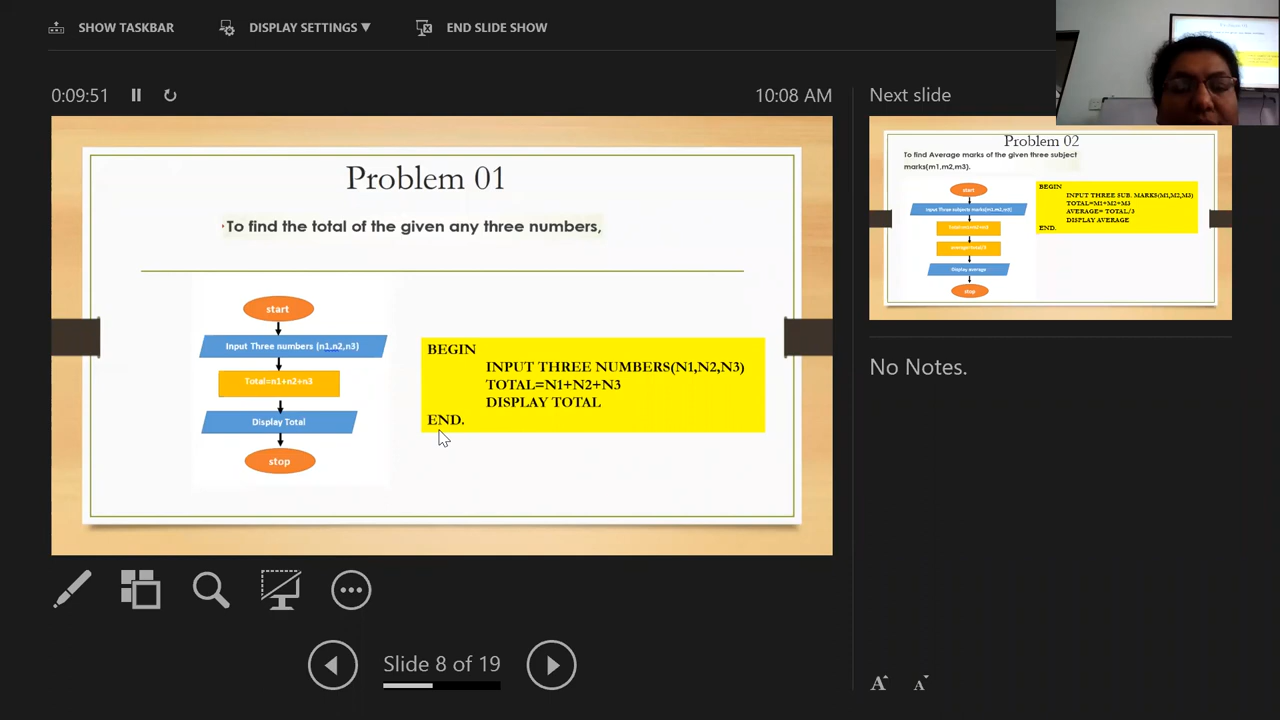 SHOW TASKBAR
DISPLAY SETTINGS ▼
END SLIDE SHOW
0:09:51
10:08 AM
Problem 01
To find the total of the given any three numbers,
start
Input Three numbers (n1,n2,n3)
Total=n1+n2+n3
Display Total
stop
BEGIN
INPUT THREE NUMBERS(N1,N2,N3)
TOTAL=N1+N2+N3
DISPLAY TOTAL
END.
Slide 8 of 19
Next slide
Problem 02
To find Average marks of the given three subject
marks(m1,m2,m3).
start
Input Three subjects marks(m1,m2,m3)
Display average
stop
BEGIN
INPUT THREE SUB. MARKS(M1,M2,M3)
TOTAL=M1+M2+M3
AVERAGE= TOTAL/3
DISPLAY AVERAGE
END.
No Notes.
A A